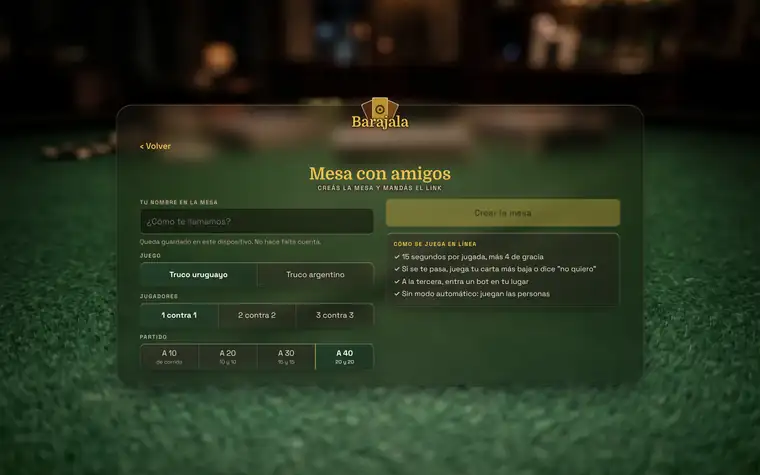 Barajala
< Volver
Mesa con amigos
CREÁS LA MESA Y MANDÁS EL LINK
TU NOMBRE EN LA MESA
¿Cómo te llamamos?
Queda guardado en este dispositivo. No hace falta cuenta.
JUEGO
Truco uruguayo
Truco argentino
JUGADORES
1 contra 1
2 contra 2
3 contra 3
PARTIDO
A 10
de corrido
A 20
10 y 10
A 30
15 y 15
A 40
20 y 20
Crear la mesa
CÓMO SE JUEGA EN LÍNEA
✓ 15 segundos por jugada, más 4 de gracia
✓ Si se te pasa, juega tu carta más baja o dice "no quiero"
✓ A la tercera, entra un bot en tu lugar
✓ Sin modo automático: juegan las personas